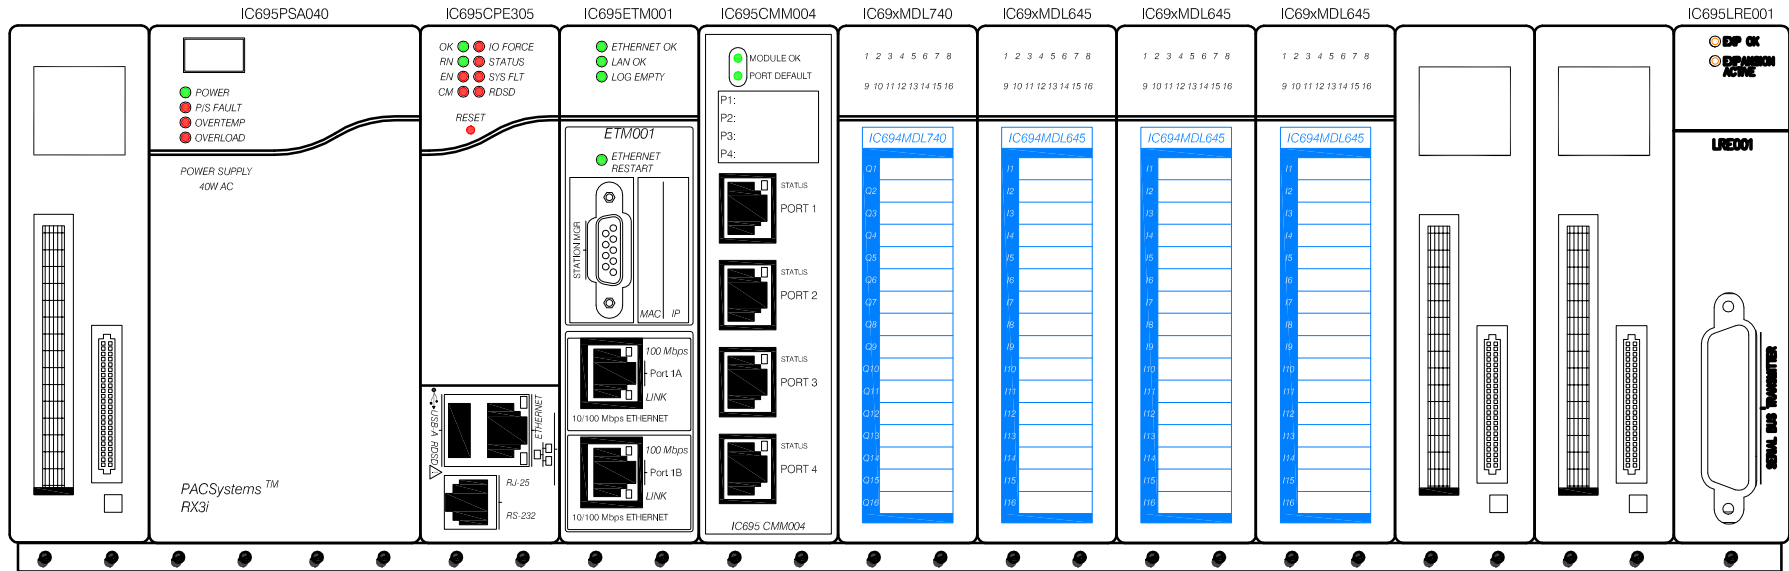 IC695PSA040
IC695CPE305
IC695ETM001
IC695CMM004
IC69xMDL740
IC69xMDL645
IC69xMDL645
IC69xMDL645
IC695LRE001
POWER
P/S FAULT
OVERTEMP
OVERLOAD
POWER SUPPLY
40W AC
PACSystems TM
RX3i
OK IO FORCE
RN STATUS
EN SYS FLT
CM RDSD
RESET
USB-A RDSD
ETHERNET
RJ-25
RS-232
ETHERNET OK
LAN OK
LOG EMPTY
ETM001
ETHERNET
RESTART
STATION MGR
MAC IP
100 Mbps
Port 1A
LINK
10/100 Mbps ETHERNET
100 Mbps
Port 1B
LINK
10/100 Mbps ETHERNET
MODULE OK
PORT DEFAULT
P1:
P2:
P3:
P4:
STATUS
PORT 1
STATUS
PORT 2
STATUS
PORT 3
STATUS
PORT 4
IC695 CMM004
1 2 3 4 5 6 7 8
9 10 11 12 13 14 15 16
IC694MDL740
Q1
Q2
Q3
Q4
Q5
Q6
Q7
Q8
Q9
Q10
Q11
Q12
Q13
Q14
Q15
Q16
1 2 3 4 5 6 7 8
9 10 11 12 13 14 15 16
IC694MDL645
I1
I2
I3
I4
I5
I6
I7
I8
I9
I10
I11
I12
I13
I14
I15
I16
1 2 3 4 5 6 7 8
9 10 11 12 13 14 15 16
IC694MDL645
I1
I2
I3
I4
I5
I6
I7
I8
I9
I10
I11
I12
I13
I14
I15
I16
1 2 3 4 5 6 7 8
9 10 11 12 13 14 15 16
IC694MDL645
I1
I2
I3
I4
I5
I6
I7
I8
I9
I10
I11
I12
I13
I14
I15
I16
EXP OK
EXPANSION
ACTIVE
LRE001
SERIAL BUS TRANSMITTER